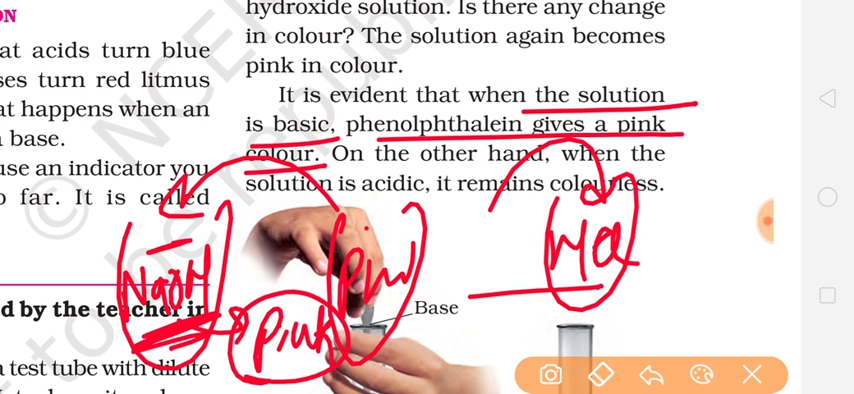 ON
at acids turn blue
ses turn red litmus
at happens when an
a base.
use an indicator you
o far. It is called
d by the teacher in
a test tube with dilute
hydroxide solution. Is there any change
in colour? The solution again becomes
pink in colour.
It is evident that when the solution
is basic, phenolphthalein gives a pink
colour. On the other hand, when the
solution is acidic, it remains colourless.
Base
NaOH
Pink
HCl